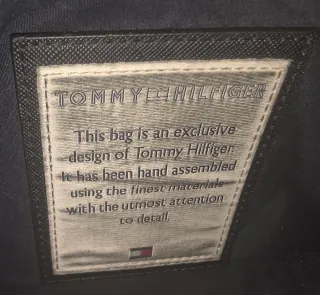 TOMMY HILFIGER
This bag is an exclusive
design of Tommy Hilfiger.
It has been hand assembled
using the finest materials
with the utmost attention
to detail.